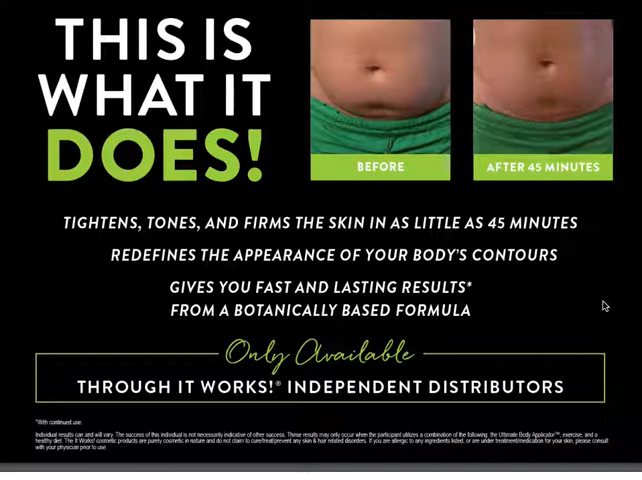 THIS IS
WHAT IT
DOES!
BEFORE
AFTER 45 MINUTES
TIGHTENS, TONES, AND FIRMS THE SKIN IN AS LITTLE AS 45 MINUTES
REDEFINES THE APPEARANCE OF YOUR BODY'S CONTOURS
GIVES YOU FAST AND LASTING RESULTS*
FROM A BOTANICALLY BASED FORMULA
Only Available
THROUGH IT WORKS!® INDEPENDENT DISTRIBUTORS
*With continued use.
Individual results can and will vary. The success of this individual is not necessarily indicative of other success. These results may only occur when the participant utilizes a combination of the following: the Ultimate Body Applicator™, exercise, and a
healthy diet. The It Works! cosmetic products are purely cosmetic in nature and do not claim to cure/treat/prevent any skin & hair related disorders. If you are allergic to any ingredients listed, or are under treatment/medication for your skin, please consult
with your physician prior to use.